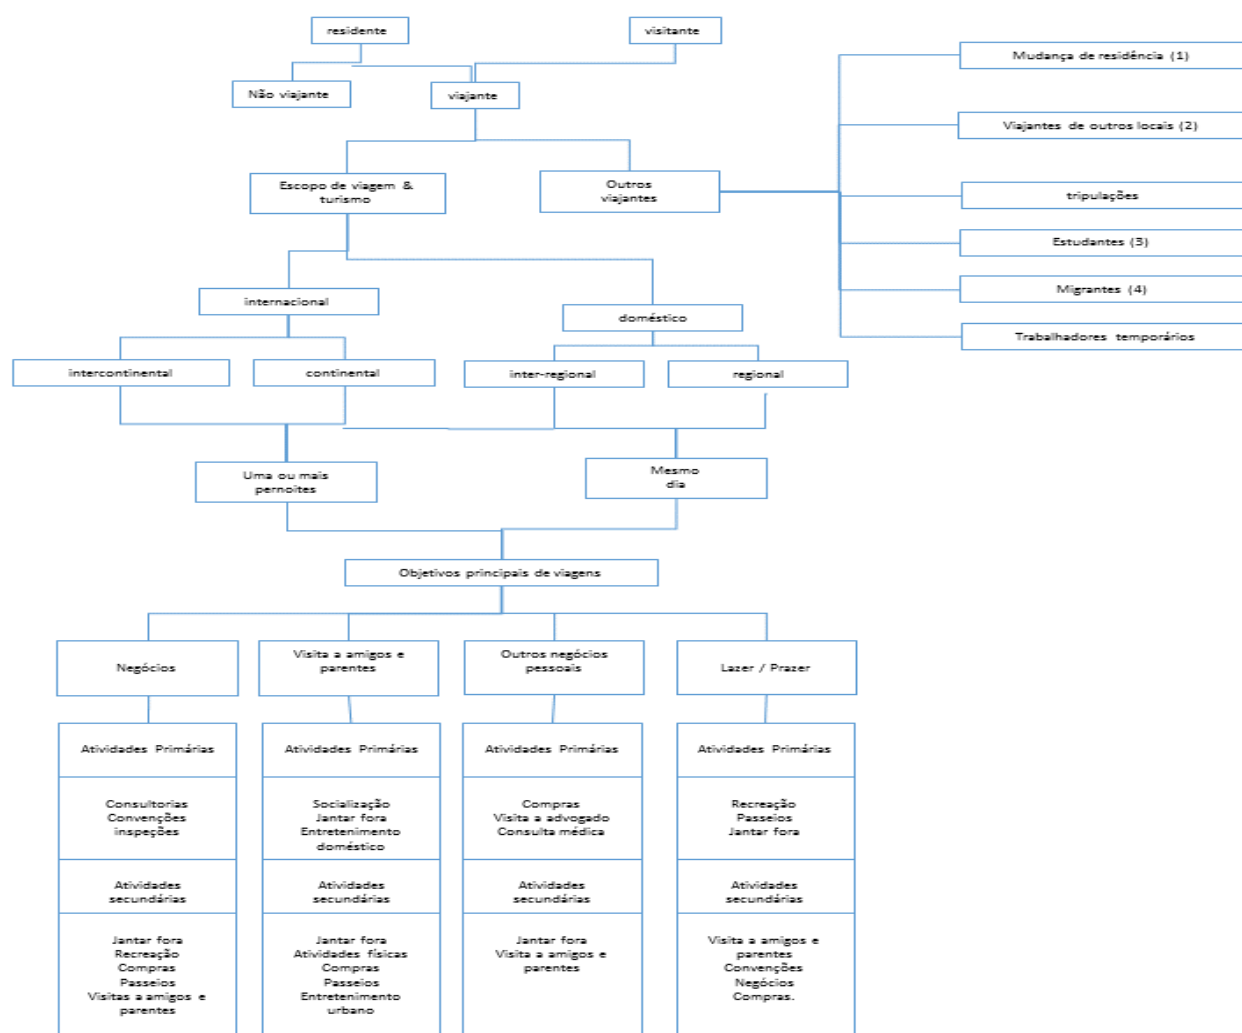 residente
visitante
Mudança de residência (1)
Não viajante
viajante
Viajantes de outros locais (2)
Escopo de viagem &
turismo
Outros
viajantes
tripulações
Estudantes (3)
Migrantes (4)
internacional
doméstico
Trabalhadores temporários
intercontinental
continental
inter-regional
regional
Uma ou mais
pernoites
Mesmo
dia
Objetivos principais de viagens
Negócios
Visita a amigos e
parentes
Outros negócios
pessoais
Lazer / Prazer
Atividades Primárias
Consultorias
Convenções
inspeções
Atividades
secundárias
Jantar fora
Recreação
Compras
Passeios
Visitas a amigos e
parentes
Atividades Primárias
Socialização
Jantar fora
Entretenimento
doméstico
Atividades
secundárias
Jantar fora
Atividades físicas
Compras
Passeios
Entretenimento
urbano
Atividades Primárias
Compras
Visita a advogado
Consulta médica
Atividades
secundárias
Jantar fora
Visita a amigos e
parentes
Atividades Primárias
Recreação
Passeios
Jantar fora
Atividades
secundárias
Visita a amigos e
parentes
Convenções
Negócios
Compras.